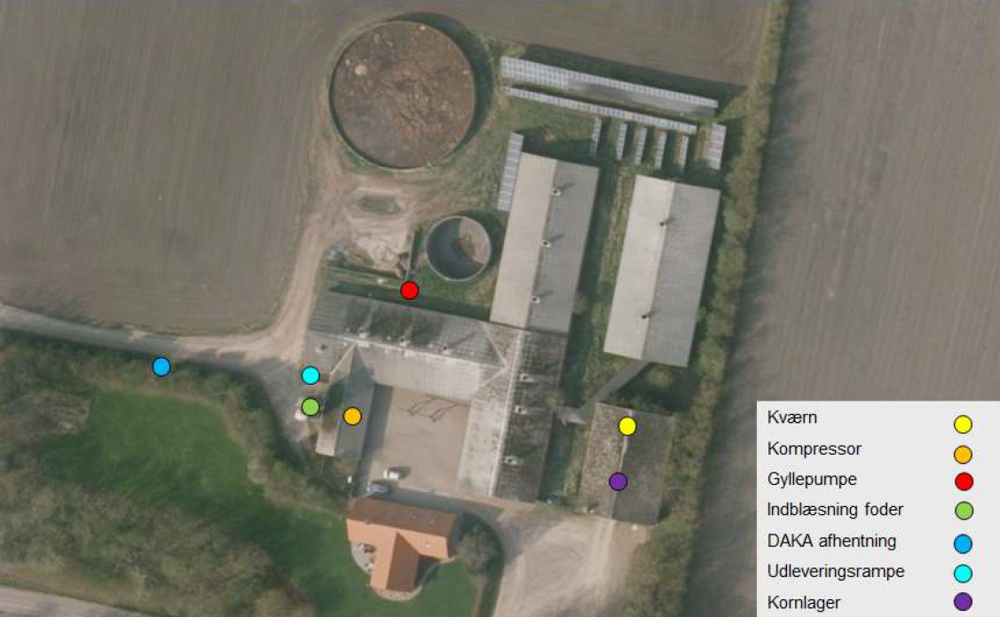 Kværn
Kompressor
Gyllepumpe
Indblæsning foder
DAKA afhentning
Udleveringsrampe
Kornlager